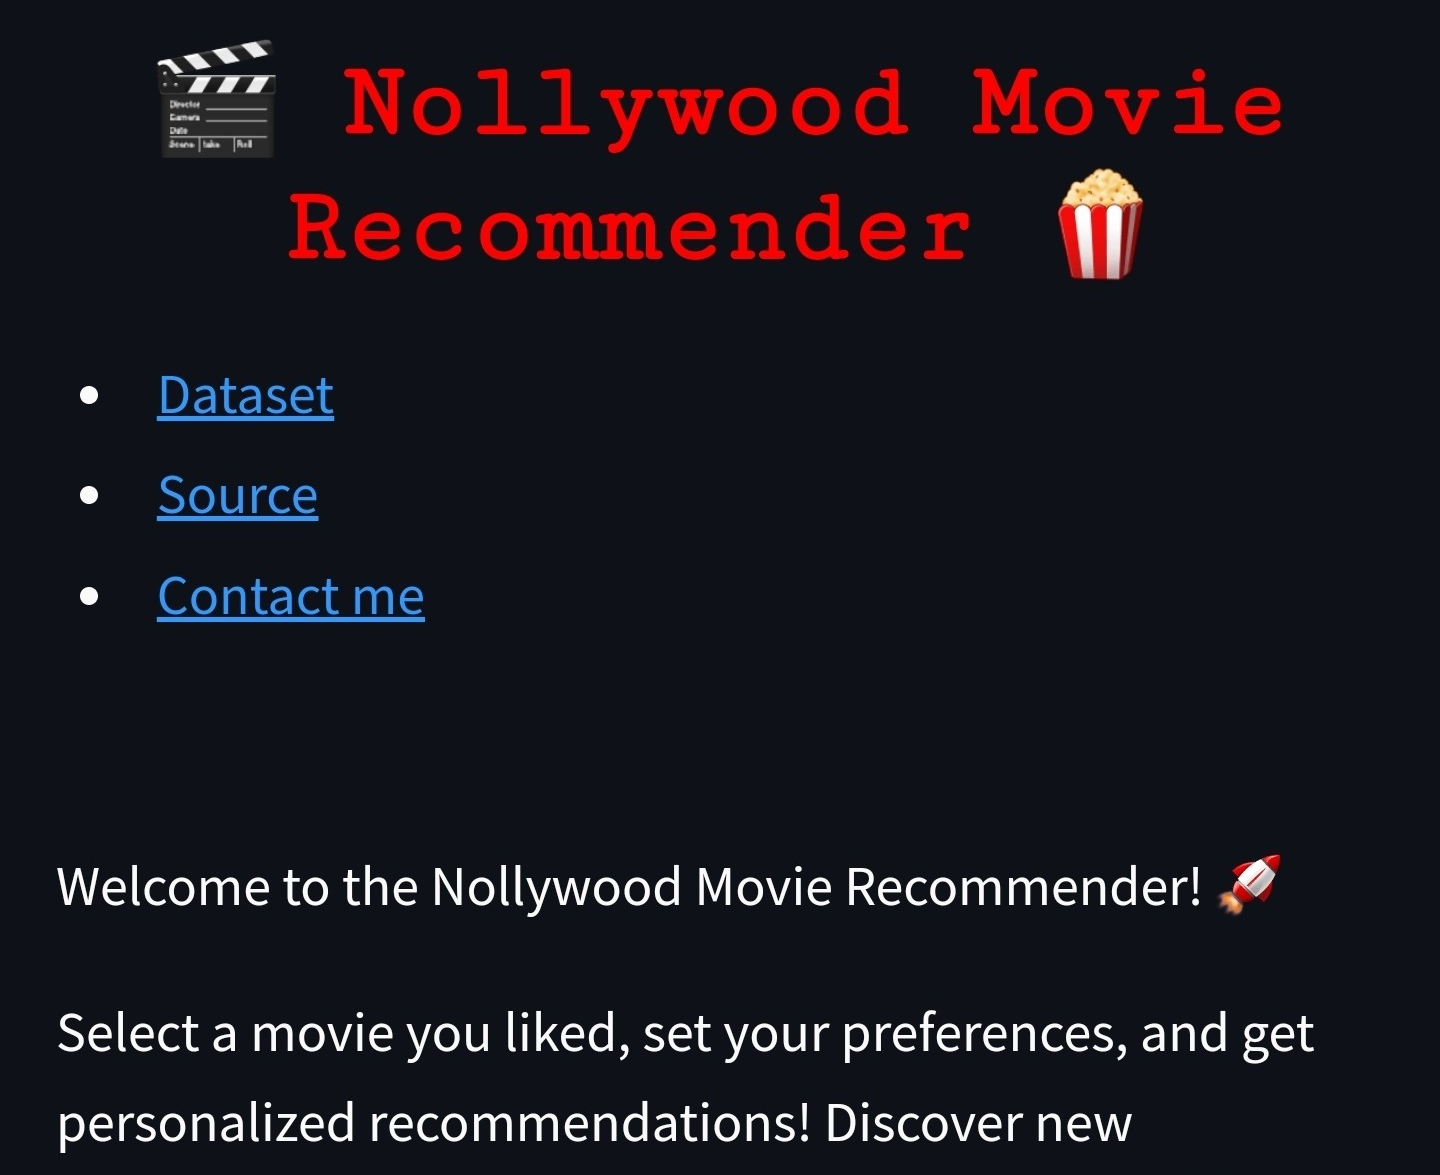 Nollywood Movie
Recommender
Dataset
Source
Contact me
Welcome to the Nollywood Movie Recommender! 🚀
Select a movie you liked, set your preferences, and get
personalized recommendations! Discover new